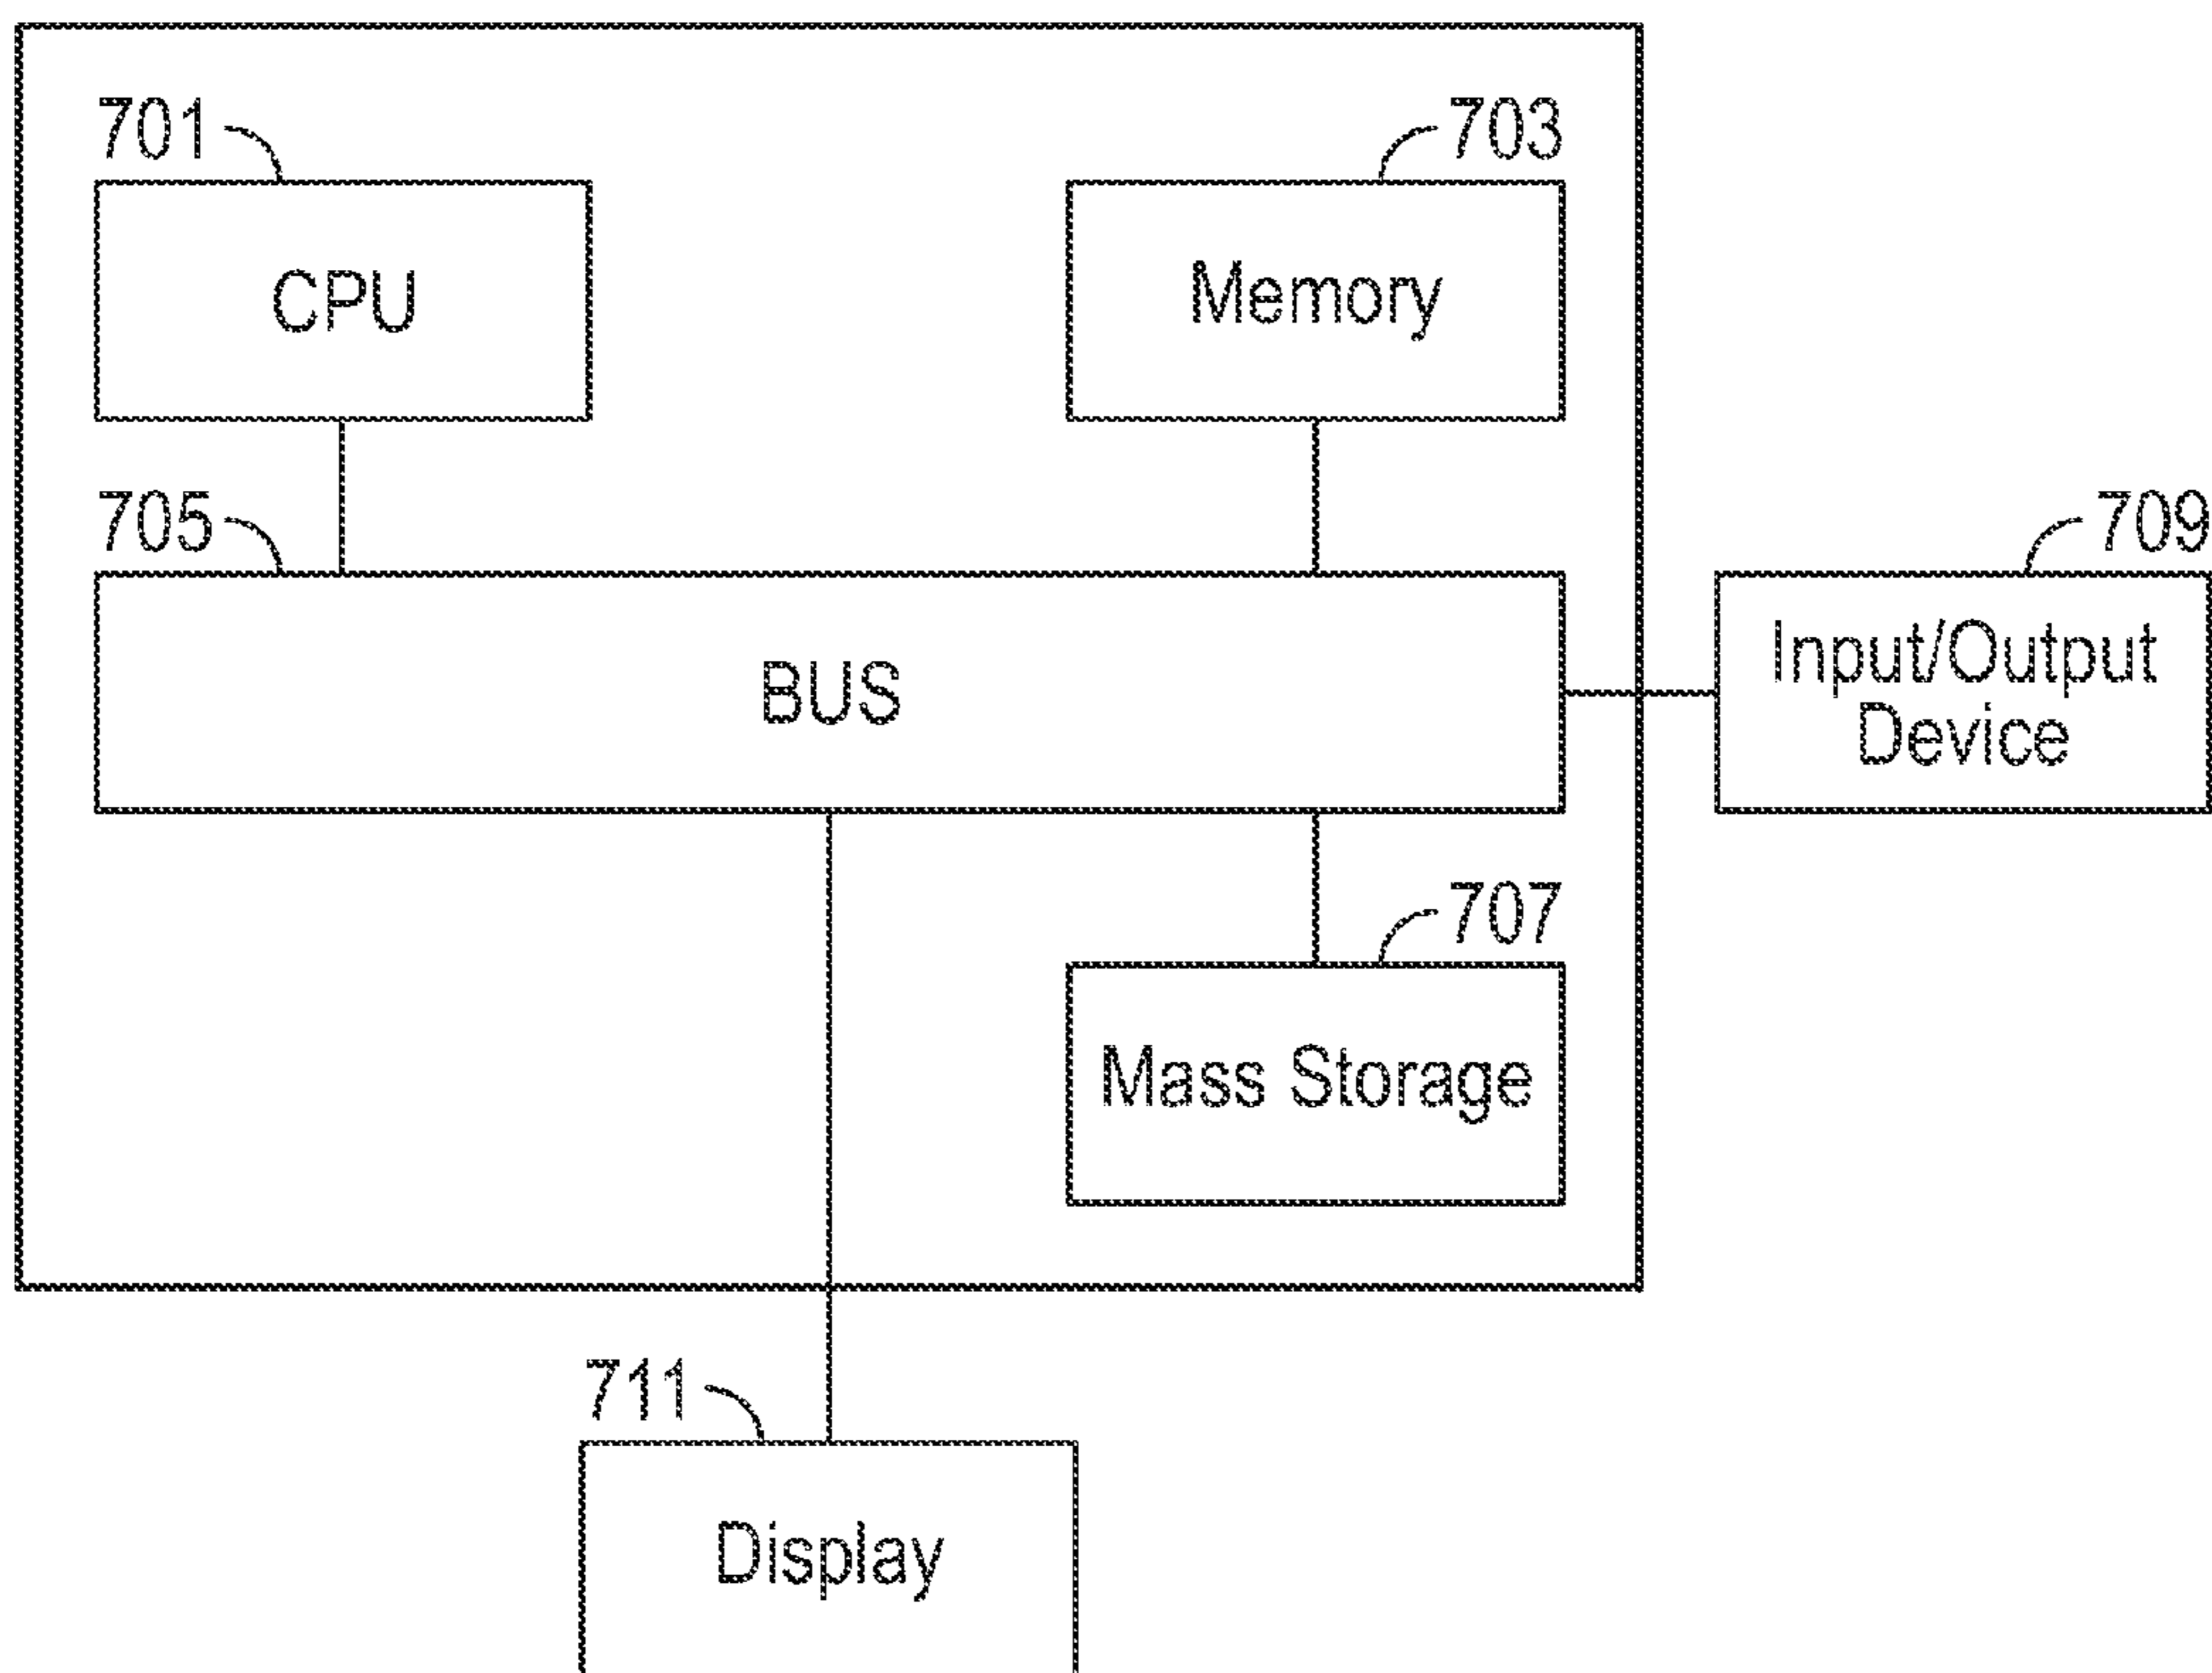 701
703
CPU
Memory
705
709
BUS
Input/Output
Device
707
Mass Storage
711
Display